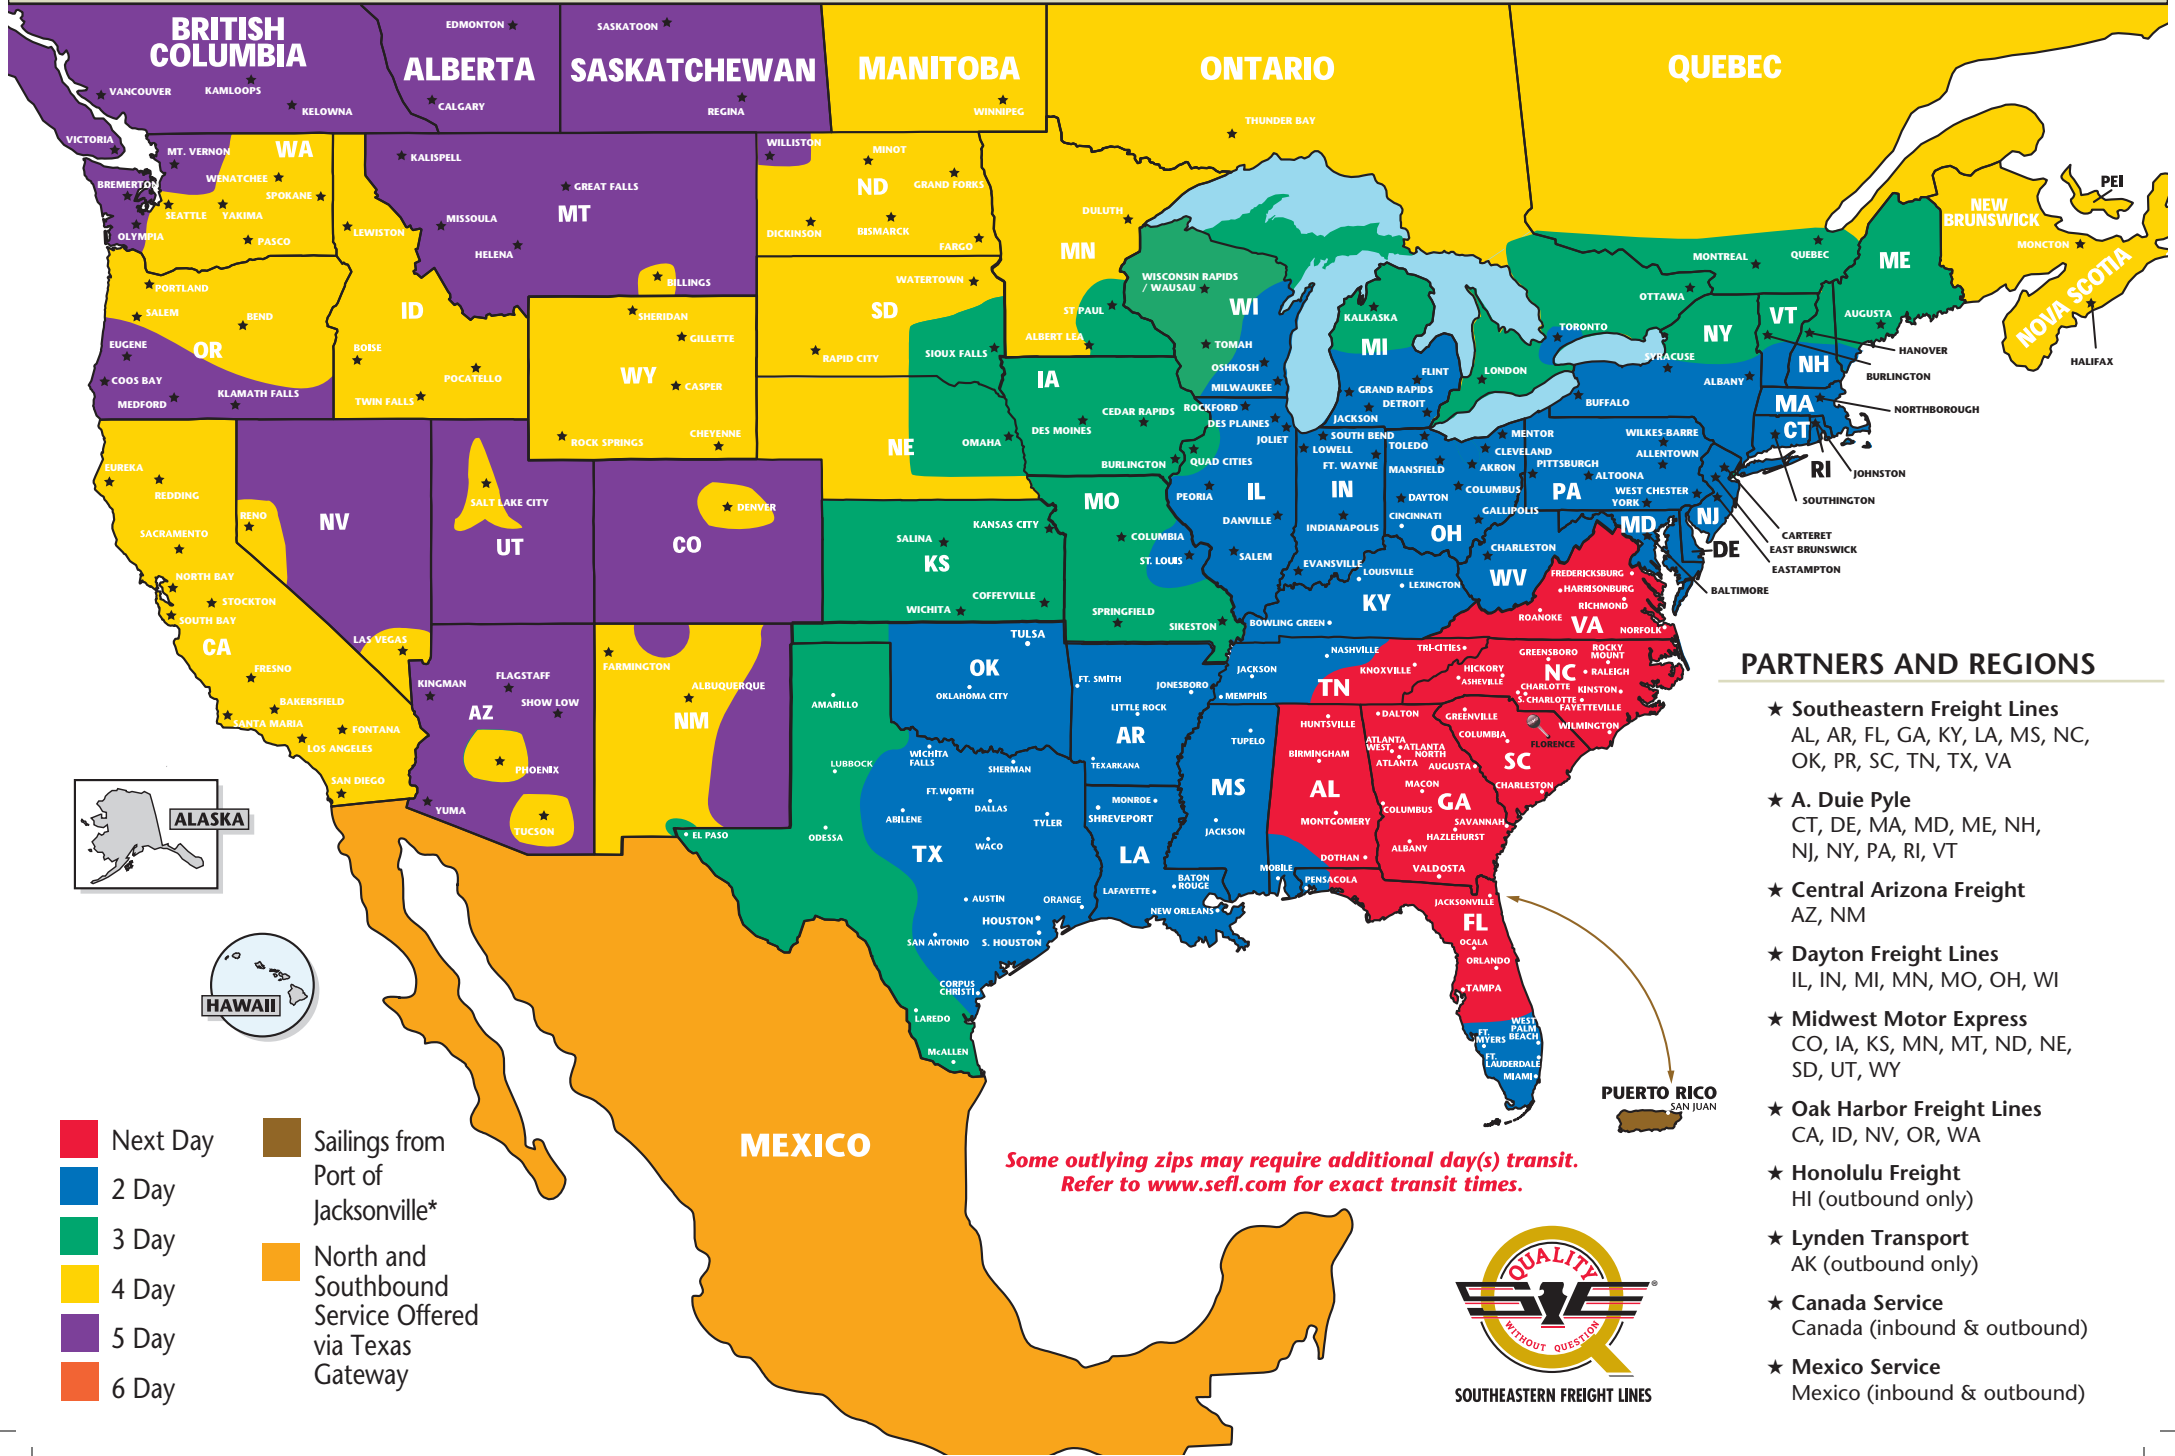 BRITISH
COLUMBIA
VANCOUVER
KAMLOOPS
KELOWNA
VICTORIA
EDMONTON
ALBERTA
CALGARY
SASKATOON
SASKATCHEWAN
REGINA
MANITOBA
WINNIPEG
ONTARIO
THUNDER BAY
QUEBEC
OTTAWA
MONTREAL
QUEBEC
TORONTO
LONDON
PEI
NEW
BRUNSWICK
MONCTON
NOVA SCOTIA
HALIFAX
WA
MT. VERNON
WENATCHEE
SPOKANE
BREMERTON
SEATTLE
YAKIMA
OLYMPIA
PASCO
OR
PORTLAND
SALEM
BEND
EUGENE
COOS BAY
MEDFORD
KLAMATH FALLS
ID
LEWISTON
BOISE
POCATELLO
TWIN FALLS
MT
KALISPELL
GREAT FALLS
MISSOULA
HELENA
BILLINGS
WY
SHERIDAN
GILLETTE
CASPER
ROCK SPRINGS
CHEYENNE
ND
WILLISTON
MINOT
GRAND FORKS
DICKINSON
BISMARCK
FARGO
SD
WATERTOWN
RAPID CITY
SIOUX FALLS
NE
OMAHA
MN
DULUTH
ST PAUL
ALBERT LEA
WI
WISCONSIN RAPIDS
/ WAUSAU
TOMAH
OSHKOSH
MILWAUKEE
MI
KALKASKA
FLINT
GRAND RAPIDS
DETROIT
JACKSON
IA
CEDAR RAPIDS
DES MOINES
BURLINGTON
QUAD CITIES
IL
ROCKFORD
DES PLAINES
JOLIET
PEORIA
DANVILLE
SALEM
IN
SOUTH BEND
LOWELL
FT. WAYNE
INDIANAPOLIS
EVANSVILLE
OH
TOLEDO
MENTOR
CLEVELAND
MANSFIELD
AKRON
DAYTON
COLUMBUS
CINCINNATI
GALLIPOLIS
PA
WILKES-BARRE
ALLENTOWN
PITTSBURGH
ALTOONA
WEST CHESTER
YORK
NY
SYRACUSE
ALBANY
BUFFALO
VT
ME
AUGUSTA
NH
MA
CT
RI
NJ
MD
DE
HANOVER
BURLINGTON
NORTHBOROUGH
JOHNSTON
SOUTHINGTON
CARTERET
EAST BRUNSWICK
EASTAMPTON
BALTIMORE
CA
EUREKA
REDDING
SACRAMENTO
NORTH BAY
STOCKTON
SOUTH BAY
FRESNO
BAKERSFIELD
SANTA MARIA
FONTANA
LOS ANGELES
SAN DIEGO
NV
RENO
LAS VEGAS
UT
SALT LAKE CITY
CO
DENVER
AZ
KINGMAN
FLAGSTAFF
SHOW LOW
PHOENIX
YUMA
TUCSON
NM
FARMINGTON
ALBUQUERQUE
KS
KANSAS CITY
SALINA
COFFEYVILLE
WICHITA
MO
COLUMBIA
ST. LOUIS
SPRINGFIELD
SIKESTON
OK
TULSA
OKLAHOMA CITY
AR
FT. SMITH
JONESBORO
LITTLE ROCK
TEXARKANA
TX
AMARILLO
LUBBOCK
WICHITA
FALLS
SHERMAN
FT. WORTH
DALLAS
ABILENE
TYLER
EL PASO
ODESSA
WACO
AUSTIN
ORANGE
HOUSTON
SAN ANTONIO
S. HOUSTON
CORPUS
CHRISTI
LAREDO
McALLEN
LA
MONROE
SHREVEPORT
BATON
ROUGE
LAFAYETTE
NEW ORLEANS
MS
TUPELO
JACKSON
AL
HUNTSVILLE
BIRMINGHAM
MONTGOMERY
DOTHAN
MOBILE
KY
LOUISVILLE
LEXINGTON
BOWLING GREEN
TN
NASHVILLE
TRI-CITIES
KNOXVILLE
JACKSON
MEMPHIS
WV
CHARLESTON
VA
FREDERICKSBURG
HARRISONBURG
RICHMOND
ROANOKE
NORFOLK
NC
GREENSBORO
ROCKY
MOUNT
HICKORY
RALEIGH
ASHEVILLE
CHARLOTTE
KINSTON
S. CHARLOTTE
FAYETTEVILLE
WILMINGTON
SC
GREENVILLE
COLUMBIA
FLORENCE
CHARLESTON
GA
DALTON
ATLANTA
WEST
ATLANTA
NORTH
ATLANTA
AUGUSTA
MACON
COLUMBUS
SAVANNAH
HAZLEHURST
ALBANY
VALDOSTA
FL
PENSACOLA
JACKSONVILLE
OCALA
ORLANDO
TAMPA
WEST
PALM
BEACH
FT.
MYERS
FT.
LAUDERDALE
MIAMI
PUERTO RICO
SAN JUAN
MEXICO
ALASKA
HAWAII
Next Day
2 Day
3 Day
4 Day
5 Day
6 Day
Sailings from
Port of
Jacksonville*
North and
Southbound
Service Offered
via Texas
Gateway
Some outlying zips may require additional day(s) transit.
Refer to www.sefl.com for exact transit times.
QUALITY
WITHOUT QUESTION
®
SOUTHEASTERN FREIGHT LINES
PARTNERS AND REGIONS
★ Southeastern Freight Lines
AL, AR, FL, GA, KY, LA, MS, NC,
OK, PR, SC, TN, TX, VA
★ A. Duie Pyle
CT, DE, MA, MD, ME, NH,
NJ, NY, PA, RI, VT
★ Central Arizona Freight
AZ, NM
★ Dayton Freight Lines
IL, IN, MI, MN, MO, OH, WI
★ Midwest Motor Express
CO, IA, KS, MN, MT, ND, NE,
SD, UT, WY
★ Oak Harbor Freight Lines
CA, ID, NV, OR, WA
★ Honolulu Freight
HI (outbound only)
★ Lynden Transport
AK (outbound only)
★ Canada Service
Canada (inbound & outbound)
★ Mexico Service
Mexico (inbound & outbound)